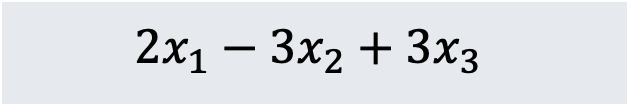 2x₁ − 3x₂ + 3x₃